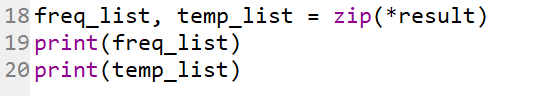 18 freq_list, temp_list = zip(*result)
19 print(freq_list)
20 print(temp_list)